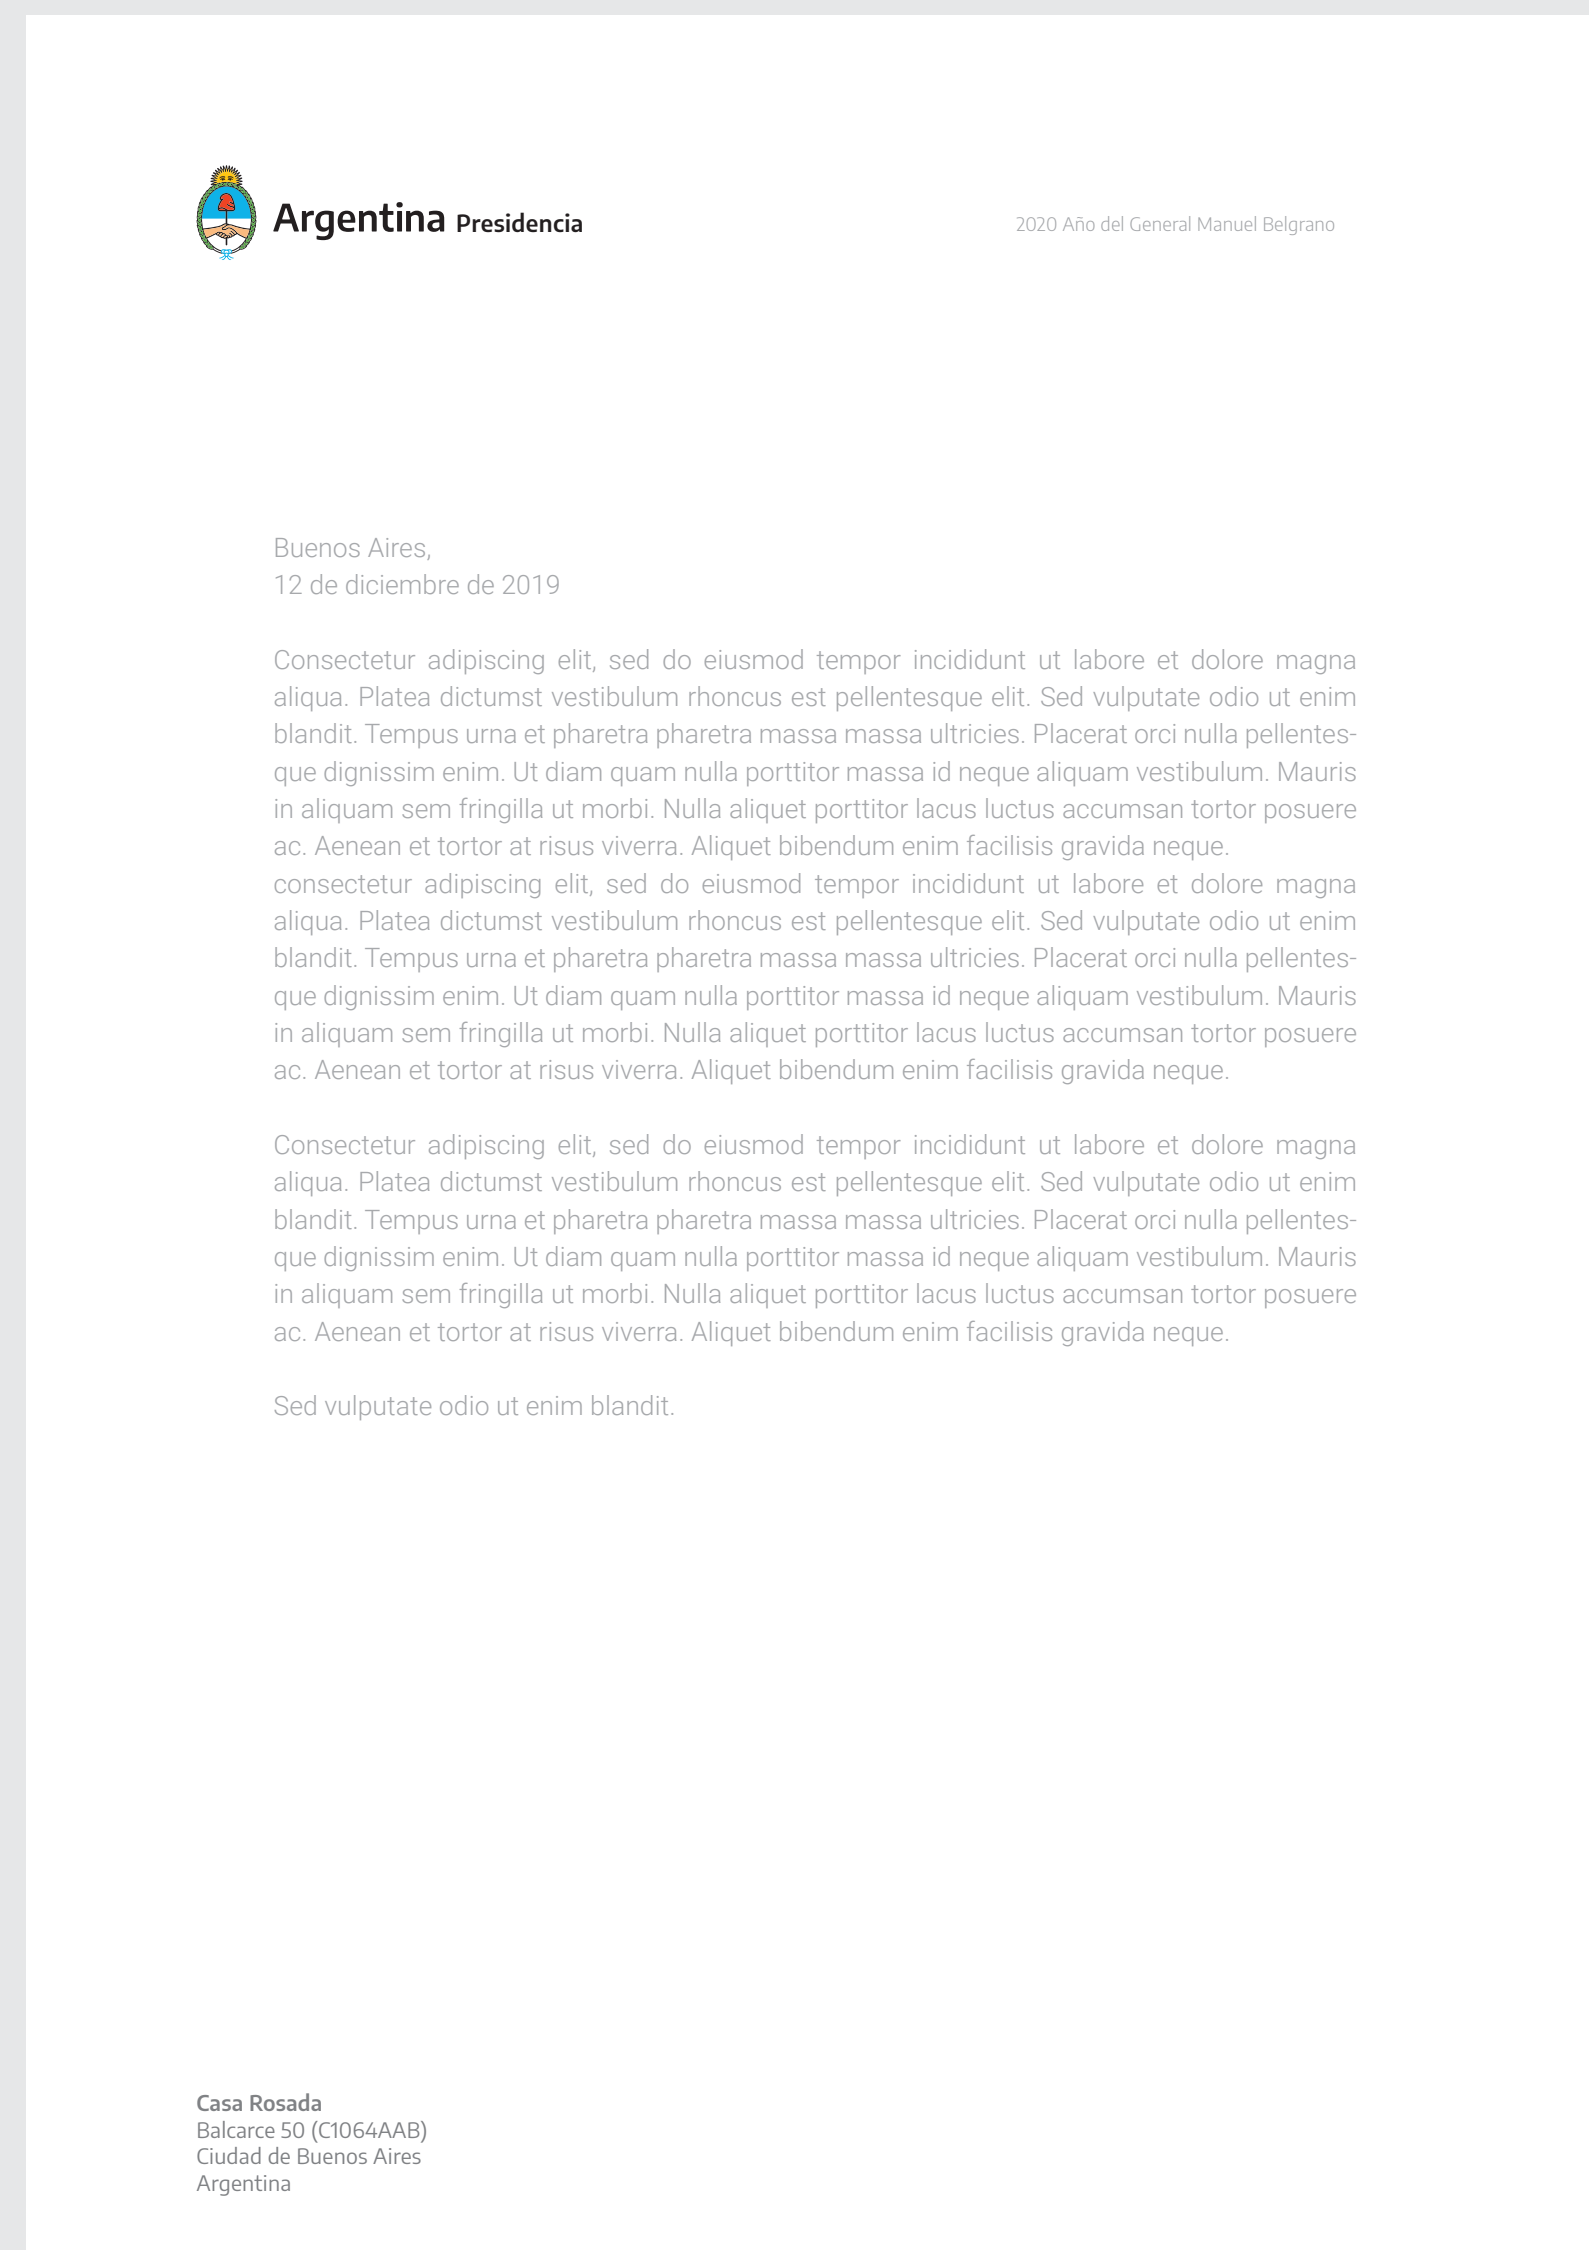 Argentina Presidencia
2020 Año del General Manuel Belgrano
Buenos Aires,
12 de diciembre de 2019
Consectetur adipiscing elit, sed do eiusmod tempor incididunt ut labore et dolore magna
aliqua. Platea dictumst vestibulum rhoncus est pellentesque elit. Sed vulputate odio ut enim
blandit. Tempus urna et pharetra pharetra massa massa ultricies. Placerat orci nulla pellentes-
que dignissim enim. Ut diam quam nulla porttitor massa id neque aliquam vestibulum. Mauris
in aliquam sem fringilla ut morbi. Nulla aliquet porttitor lacus luctus accumsan tortor posuere
ac. Aenean et tortor at risus viverra. Aliquet bibendum enim facilisis gravida neque.
consectetur adipiscing elit, sed do eiusmod tempor incididunt ut labore et dolore magna
aliqua. Platea dictumst vestibulum rhoncus est pellentesque elit. Sed vulputate odio ut enim
blandit. Tempus urna et pharetra pharetra massa massa ultricies. Placerat orci nulla pellentes-
que dignissim enim. Ut diam quam nulla porttitor massa id neque aliquam vestibulum. Mauris
in aliquam sem fringilla ut morbi. Nulla aliquet porttitor lacus luctus accumsan tortor posuere
ac. Aenean et tortor at risus viverra. Aliquet bibendum enim facilisis gravida neque.
Consectetur adipiscing elit, sed do eiusmod tempor incididunt ut labore et dolore magna
aliqua. Platea dictumst vestibulum rhoncus est pellentesque elit. Sed vulputate odio ut enim
blandit. Tempus urna et pharetra pharetra massa massa ultricies. Placerat orci nulla pellentes-
que dignissim enim. Ut diam quam nulla porttitor massa id neque aliquam vestibulum. Mauris
in aliquam sem fringilla ut morbi. Nulla aliquet porttitor lacus luctus accumsan tortor posuere
ac. Aenean et tortor at risus viverra. Aliquet bibendum enim facilisis gravida neque.
Sed vulputate odio ut enim blandit.
Casa Rosada
Balcarce 50 (C1064AAB)
Ciudad de Buenos Aires
Argentina